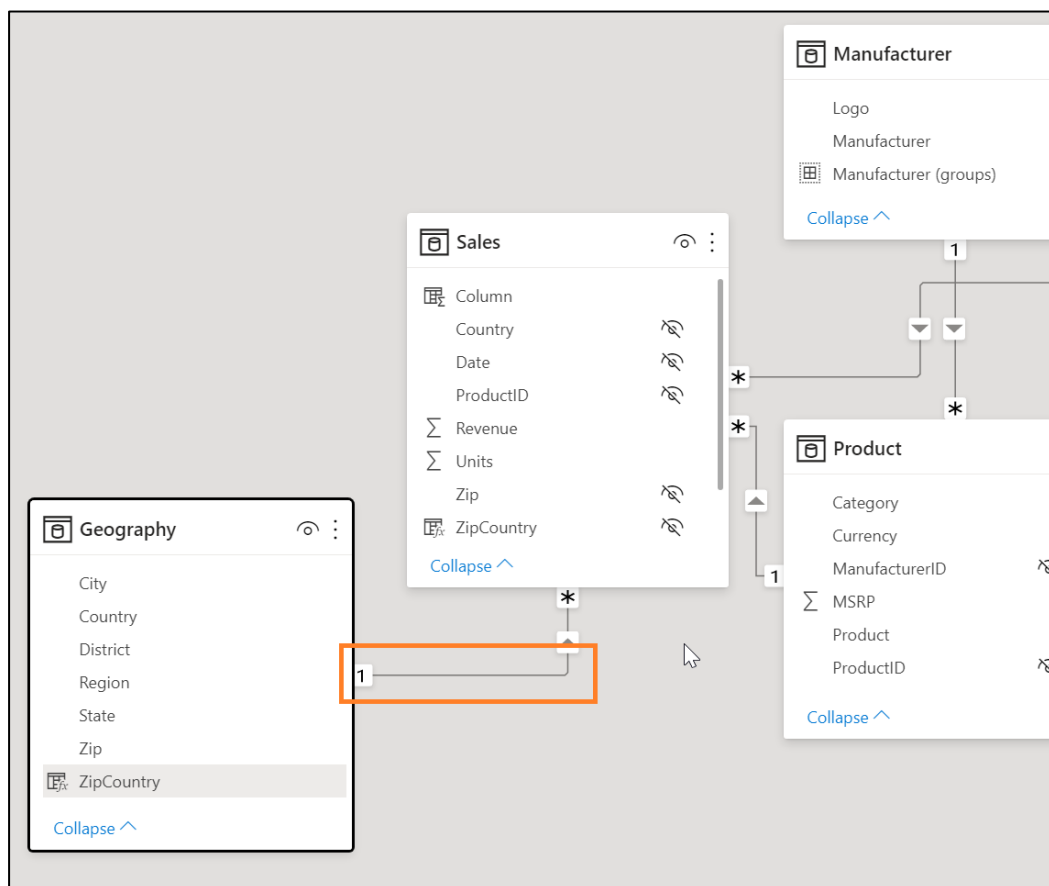 Manufacturer
Logo
Manufacturer
Manufacturer (groups)
Collapse
1
Sales
Column
Country
Date
ProductID
Revenue
Units
Zip
ZipCountry
Collapse
*
*
*
Product
Category
Currency
ManufacturerID
MSRP
Product
ProductID
Collapse
1
*
Geography
City
Country
District
Region
State
Zip
ZipCountry
Collapse
1